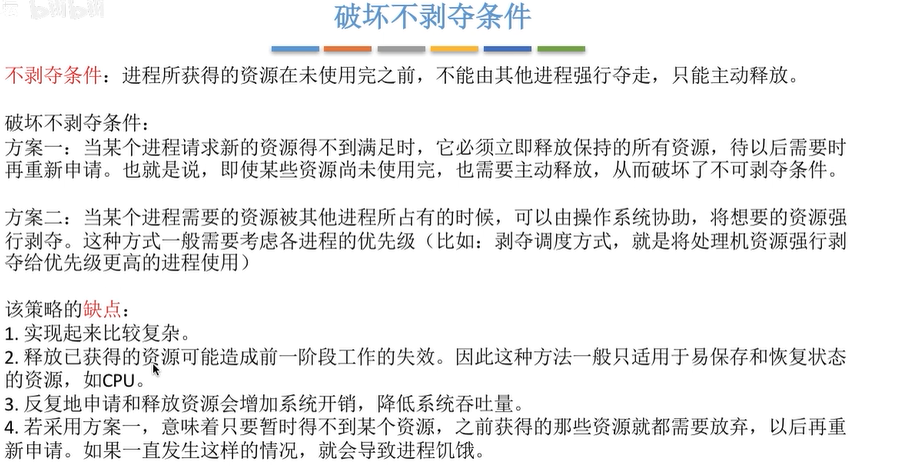 破坏不剥夺条件
不剥夺条件：进程所获得的资源在未使用完之前，不能由其他进程强行夺走，只能主动释放。
破坏不剥夺条件：
方案一：当某个进程请求新的资源得不到满足时，它必须立即释放保持的所有资源，待以后需要时
再重新申请。也就是说，即使某些资源尚未使用完，也需要主动释放，从而破坏了不可剥夺条件。
方案二：当某个进程需要的资源被其他进程所占有的时候，可以由操作系统协助，将想要的资源强
行剥夺。这种方式一般需要考虑各进程的优先级（比如：剥夺调度方式，就是将处理机资源强行剥
夺给优先级更高的进程使用）
该策略的缺点：
1. 实现起来比较复杂。
2. 释放已获得的资源可能造成前一阶段工作的失效。因此这种方法一般只适用于易保存和恢复状态
的资源，如CPU。
3. 反复地申请和释放资源会增加系统开销，降低系统吞吐量。
4. 若采用方案一，意味着只要暂时得不到某个资源，之前获得的那些资源就都需要放弃，以后再重
新申请。如果一直发生这样的情况，就会导致进程饥饿。